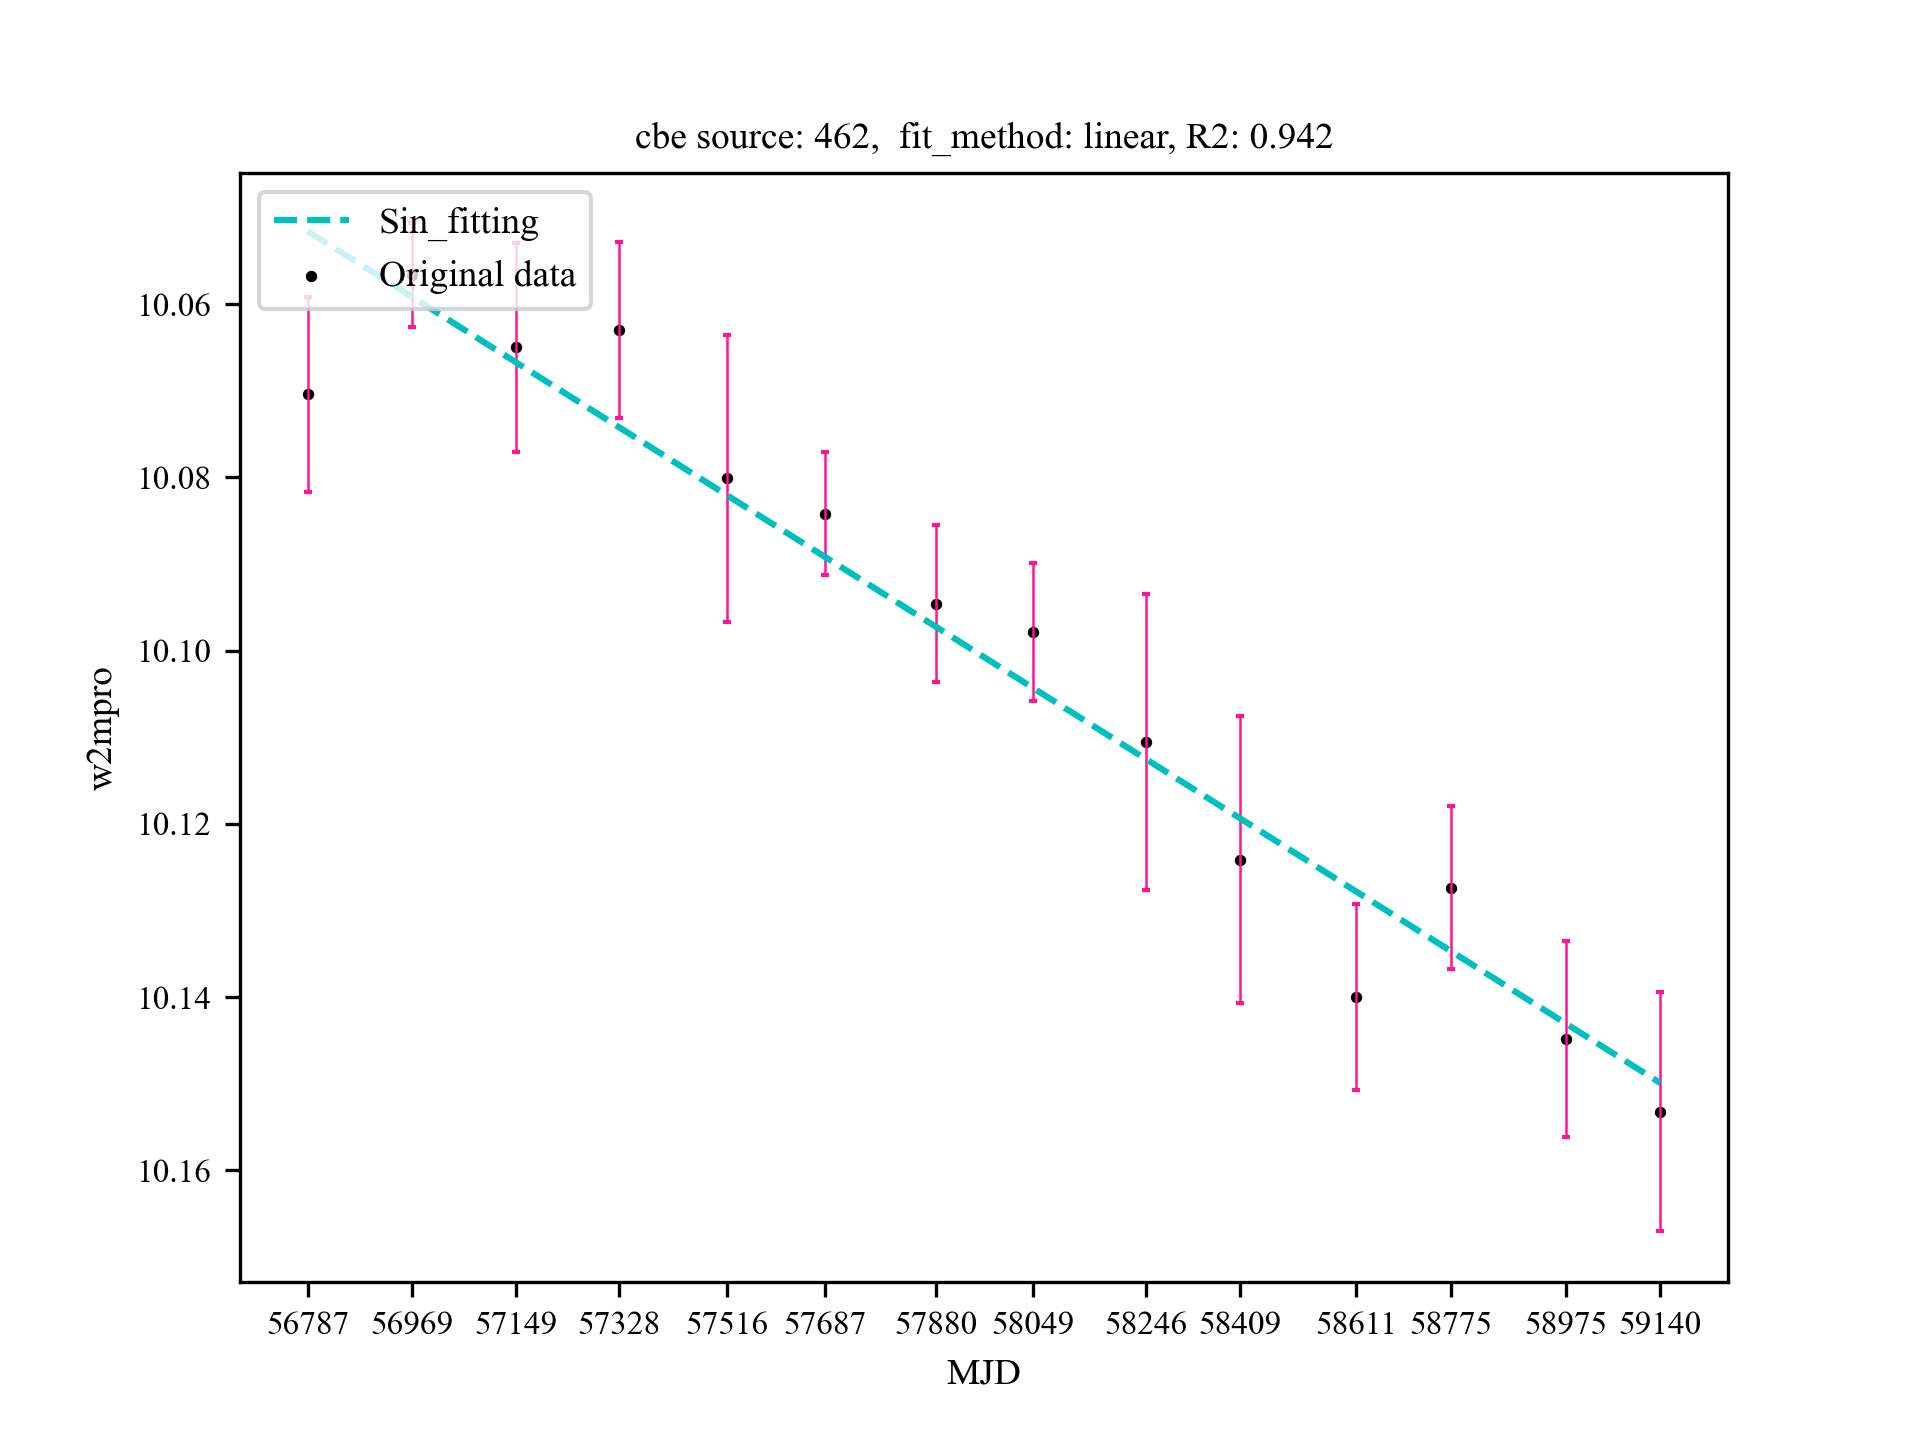 cbe source: 462,  fit_method: linear, R2: 0.942
Sin_fitting
Original data
10.06
10.08
10.10
10.12
10.14
10.16
w2mpro
56787 56969 57149 57328 57516 57687 57880 58049 58246 58409 58611 58775 58975 59140
MJD